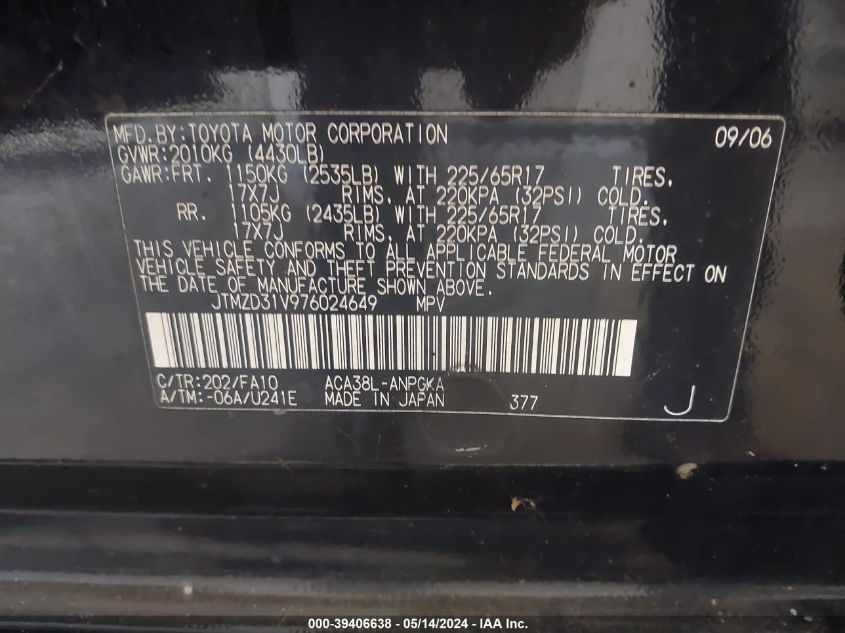 MFD. BY: TOYOTA MOTOR CORPORATION 09/06
GVWR: 2010KG (4430LB)
GAWR: FRT. 1150KG (2535LB) WITH 225/65R17 TIRES,
17X7J RIMS, AT 220KPA (32PSI) COLD.
RR. 1105KG (2435LB) WITH 225/65R17 TIRES,
17X7J RIMS, AT 220KPA (32PSI) COLD.
THIS VEHICLE CONFORMS TO ALL APPLICABLE FEDERAL MOTOR
VEHICLE SAFETY AND THEFT PREVENTION STANDARDS IN EFFECT ON
THE DATE OF MANUFACTURE SHOWN ABOVE.
JTMZD31V976024649 MPV
C/TR: 202/FA10 ACA38L-ANPGKA
A/TM: -06A/U241E MADE IN JAPAN 377 J
000-39406638 - 05/14/2024 - IAA Inc.